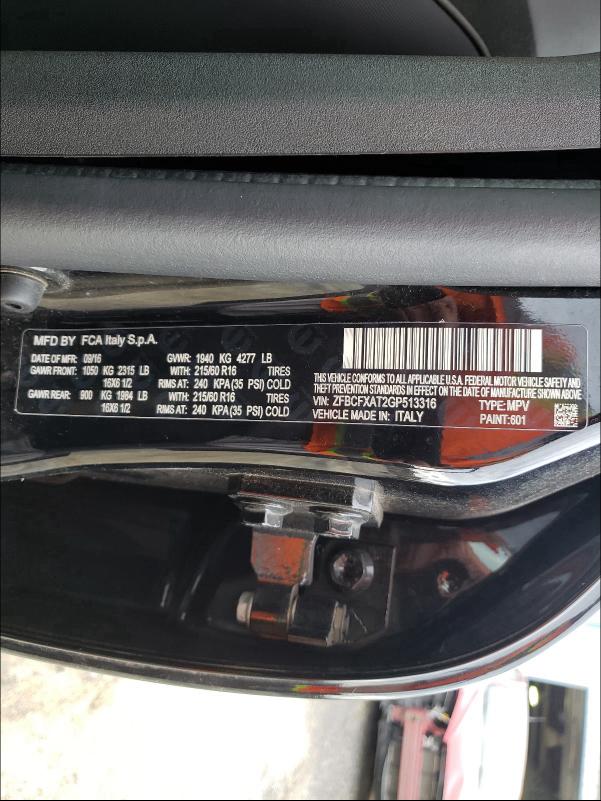 MFD BY FCA Italy S.p.A.
DATE OF MFR: 09/16 GVWR: 1940 KG 4277 LB
GAWR FRONT: 1050 KG 2315 LB WITH: 215/60 R16 TIRES
16X6 1/2 RIMS AT: 240 KPA(35 PSI) COLD
GAWR REAR: 900 KG 1984 LB WITH: 215/60 R16 TIRES
16X6 1/2 RIMS AT: 240 KPA(35 PSI) COLD
THIS VEHICLE CONFORMS TO ALL APPLICABLE U.S.A. FEDERAL MOTOR VEHICLE SAFETY AND
THEFT PREVENTION STANDARDS IN EFFECT ON THE DATE OF MANUFACTURE SHOWN ABOVE
VIN: ZFBCFXAT2GP513316 TYPE: MPV
VEHICLE MADE IN: ITALY PAINT:601